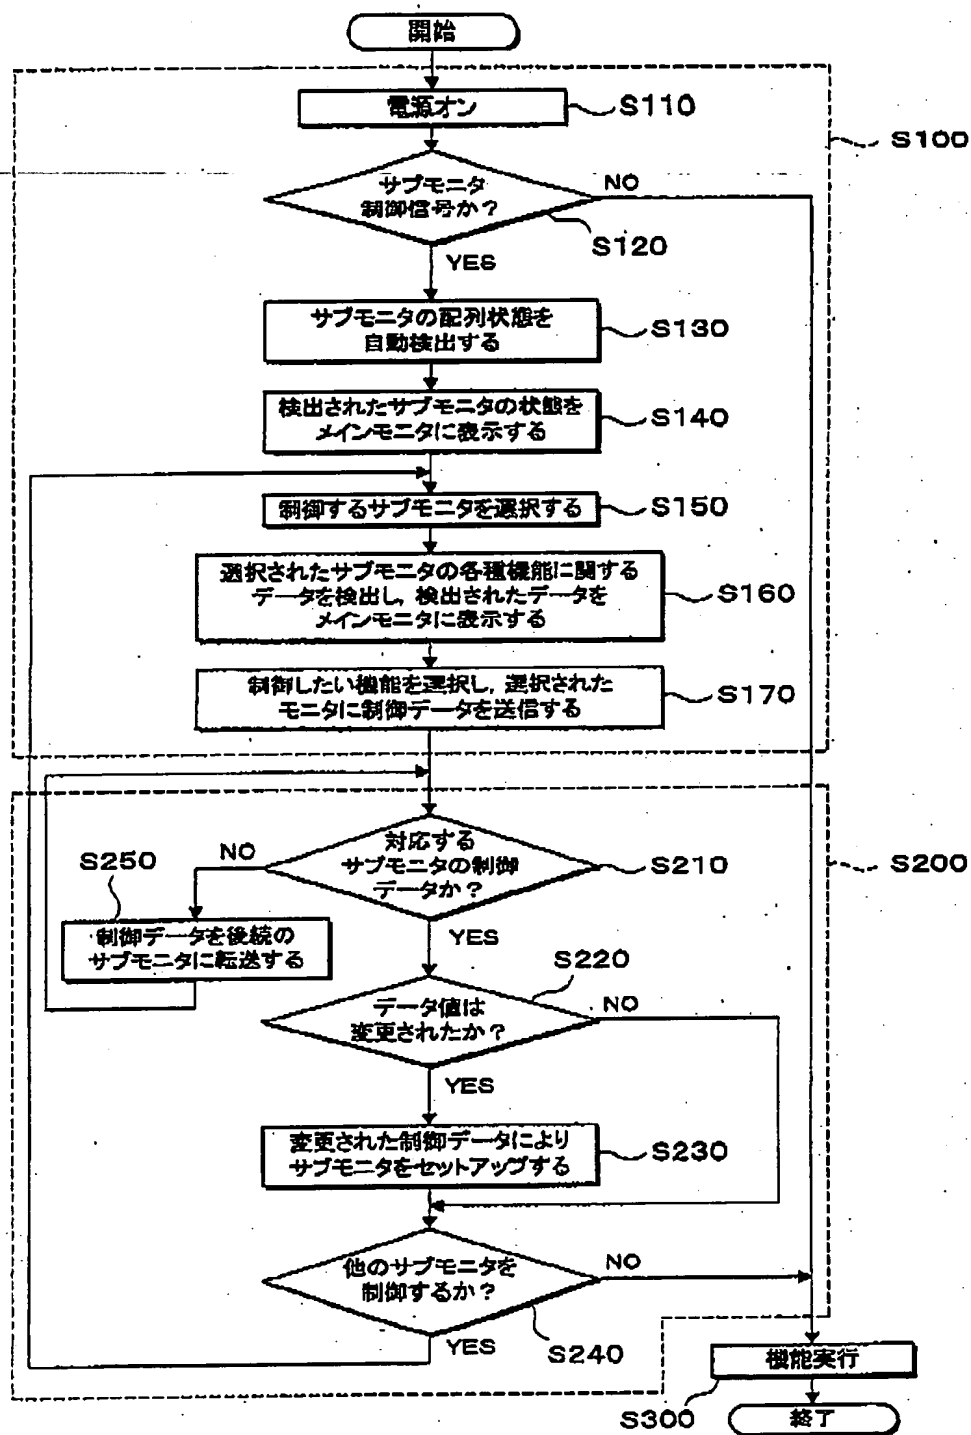 開始
電源オン
S110
S100
サブモニタ
制御信号か？
NO
S120
YES
サブモニタの配列状態を
自動検出する
S130
検出されたサブモニタの状態を
メインモニタに表示する
S140
制御するサブモニタを選択する
S150
選択されたサブモニタの各種機能に関する
データを検出し，検出されたデータを
メインモニタに表示する
S160
制御したい機能を選択し，選択された
モニタに制御データを送信する
S170
対応する
サブモニタの制御
データか？
S210
S200
NO
S250
制御データを後続の
サブモニタに転送する
YES
S220
データ値は
変更されたか？
NO
YES
変更された制御データにより
サブモニタをセットアップする
S230
他のサブモニタを
制御するか？
NO
S240
YES
機能実行
S300
終了